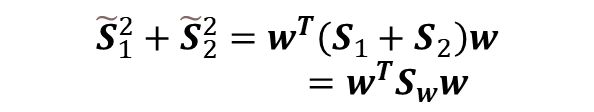 S̃₁² + S̃₂² = wᵀ(S₁ + S₂)w
= wᵀS_w w